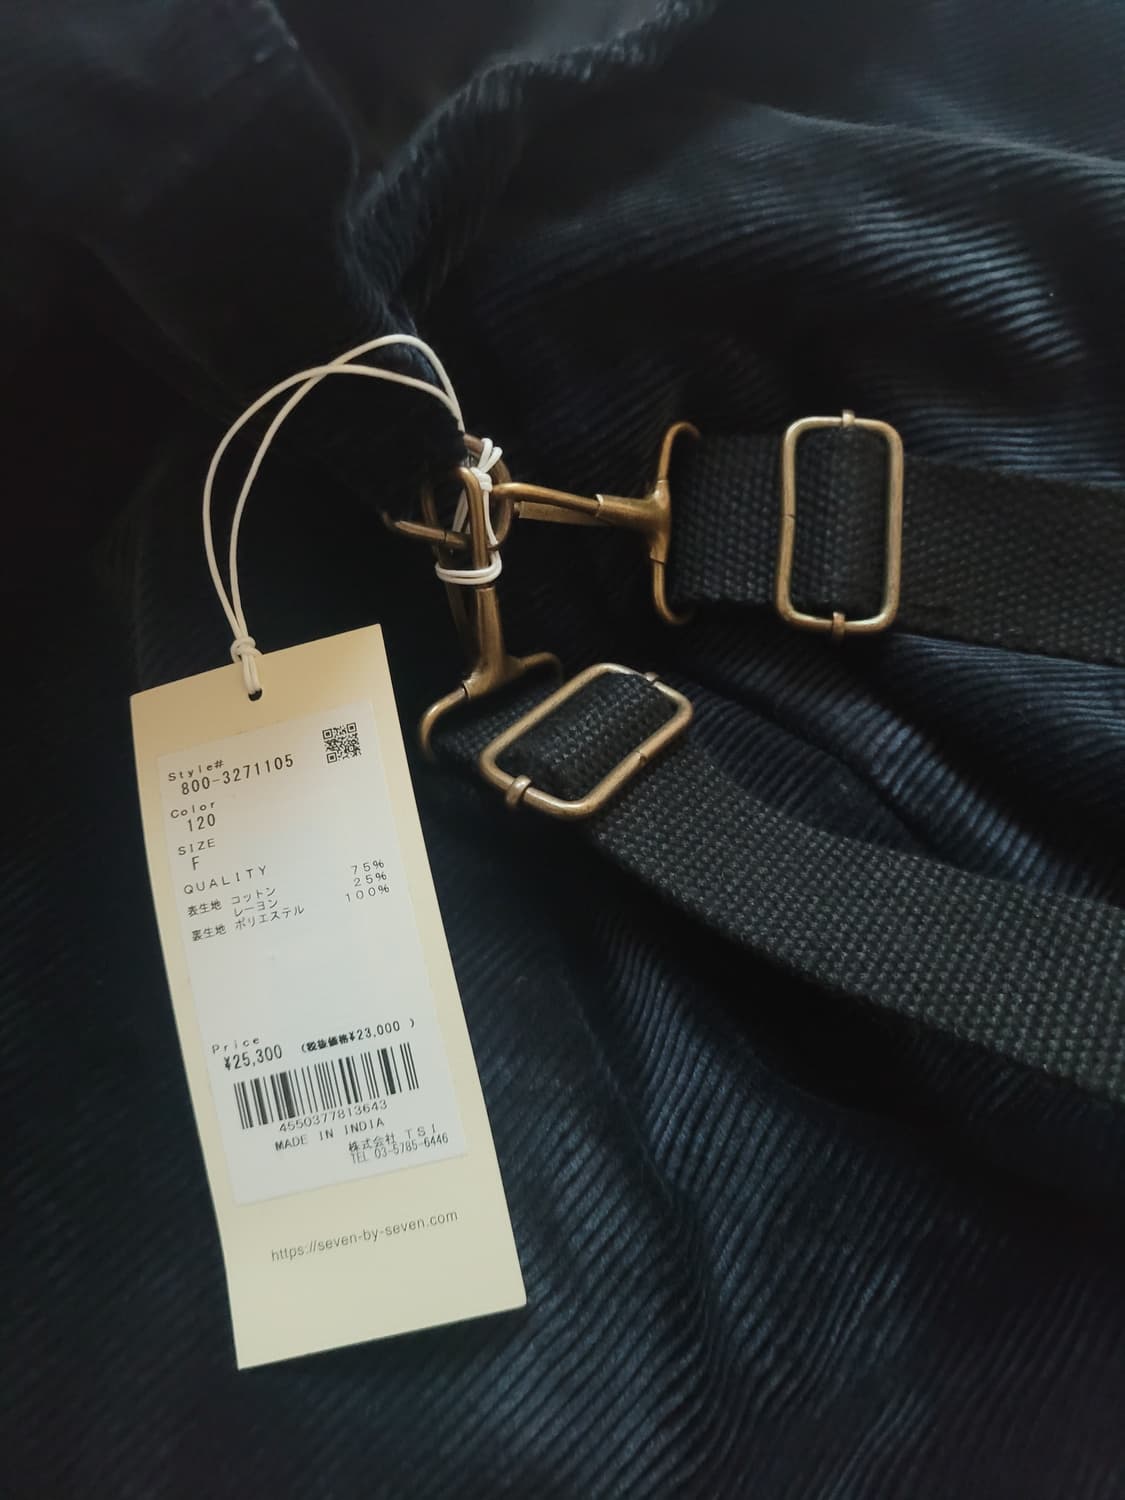 Style#
800-3271105
Color
120
SIZE
F
QUALITY
表生地 コットン 75%
レーヨン 25%
裏生地 ポリエステル 100%
Price
¥25,300 (税抜価格¥23,000 )
4550377813643
MADE IN INDIA
株式会社 TSI
TEL 03-5785-6446
https://seven-by-seven.com